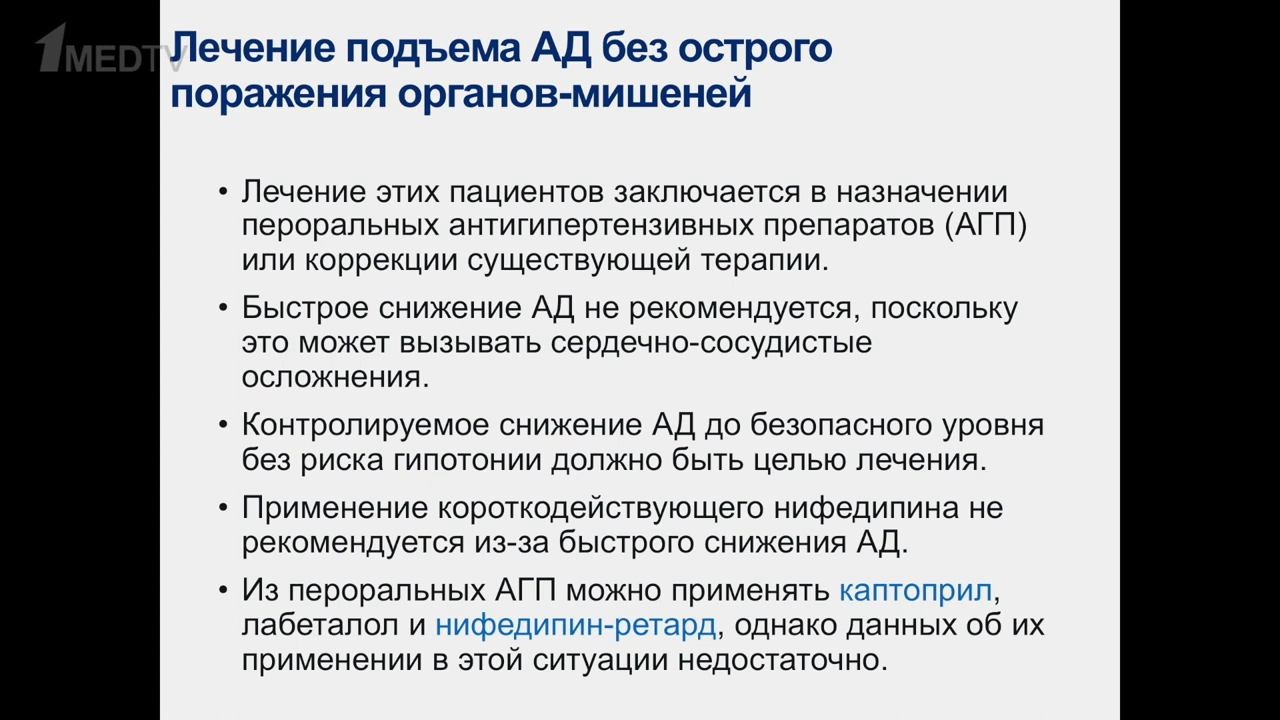 1MEDTV
Лечение подъема АД без острого
поражения органов-мишеней
• Лечение этих пациентов заключается в назначении
пероральных антигипертензивных препаратов (АГП)
или коррекции существующей терапии.
• Быстрое снижение АД не рекомендуется, поскольку
это может вызывать сердечно-сосудистые
осложнения.
• Контролируемое снижение АД до безопасного уровня
без риска гипотонии должно быть целью лечения.
• Применение короткодействующего нифедипина не
рекомендуется из-за быстрого снижения АД.
• Из пероральных АГП можно применять каптоприл,
лабеталол и нифедипин-ретард, однако данных об их
применении в этой ситуации недостаточно.